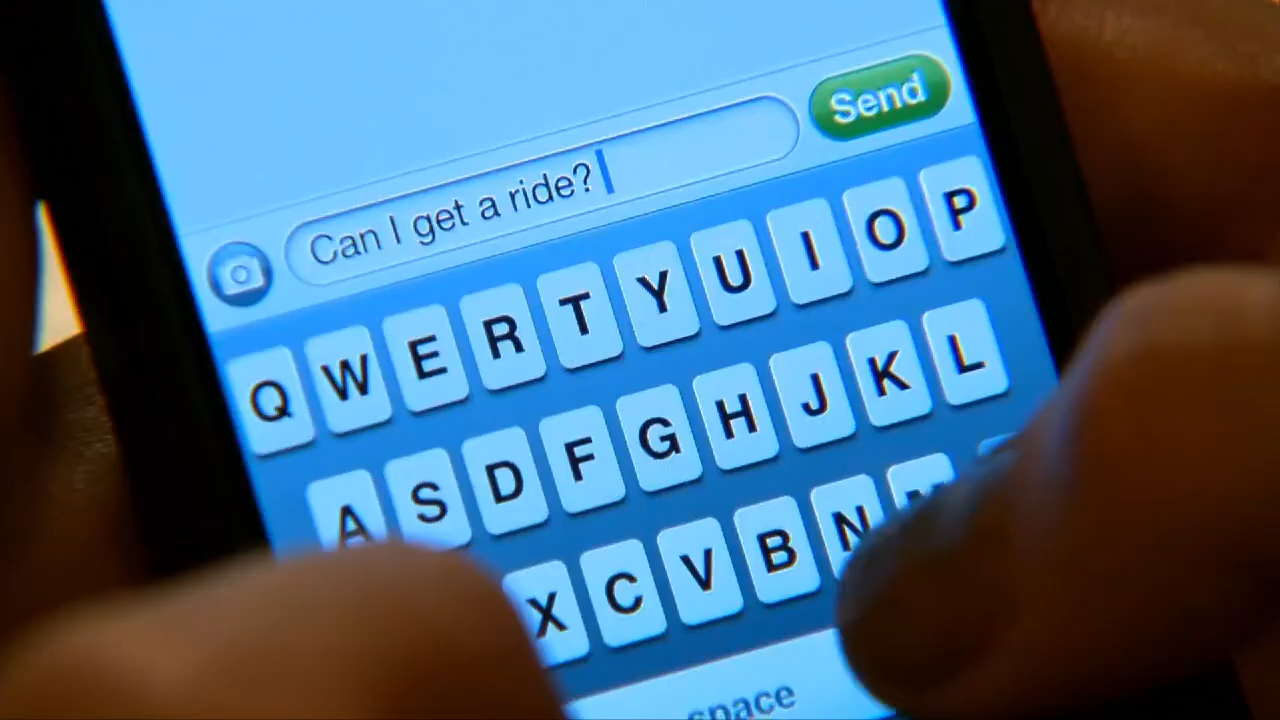 Send
Can I get a ride?
Q W E R T Y U I O P
A S D F G H J K L
X C V B N
space